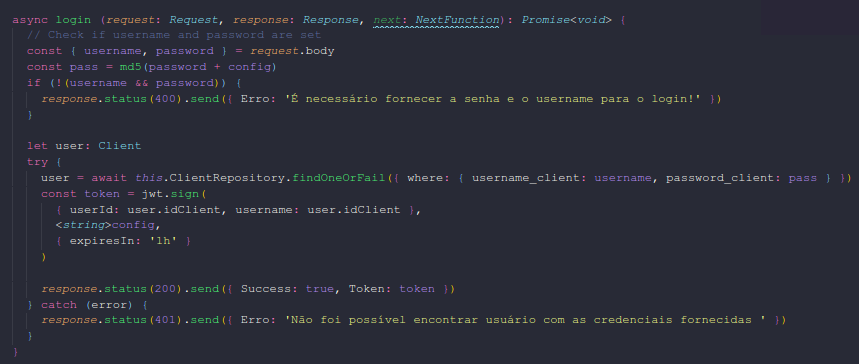 async login (request: Request, response: Response, next: NextFunction): Promise<void> {
// Check if username and password are set
const { username, password } = request.body
const pass = md5(password + config)
if (!(username && password)) {
response.status(400).send({ Erro: 'É necessário fornecer a senha e o username para o login!' })
}
let user: Client
try {
user = await this.ClientRepository.findOneOrFail({ where: { username_client: username, password_client: pass } })
const token = jwt.sign(
{ userId: user.idClient, username: user.idClient },
<string>config,
{ expiresIn: '1h' }
)
response.status(200).send({ Success: true, Token: token })
} catch (error) {
response.status(401).send({ Erro: 'Não foi possível encontrar usuário com as credenciais fornecidas ' })
}
}